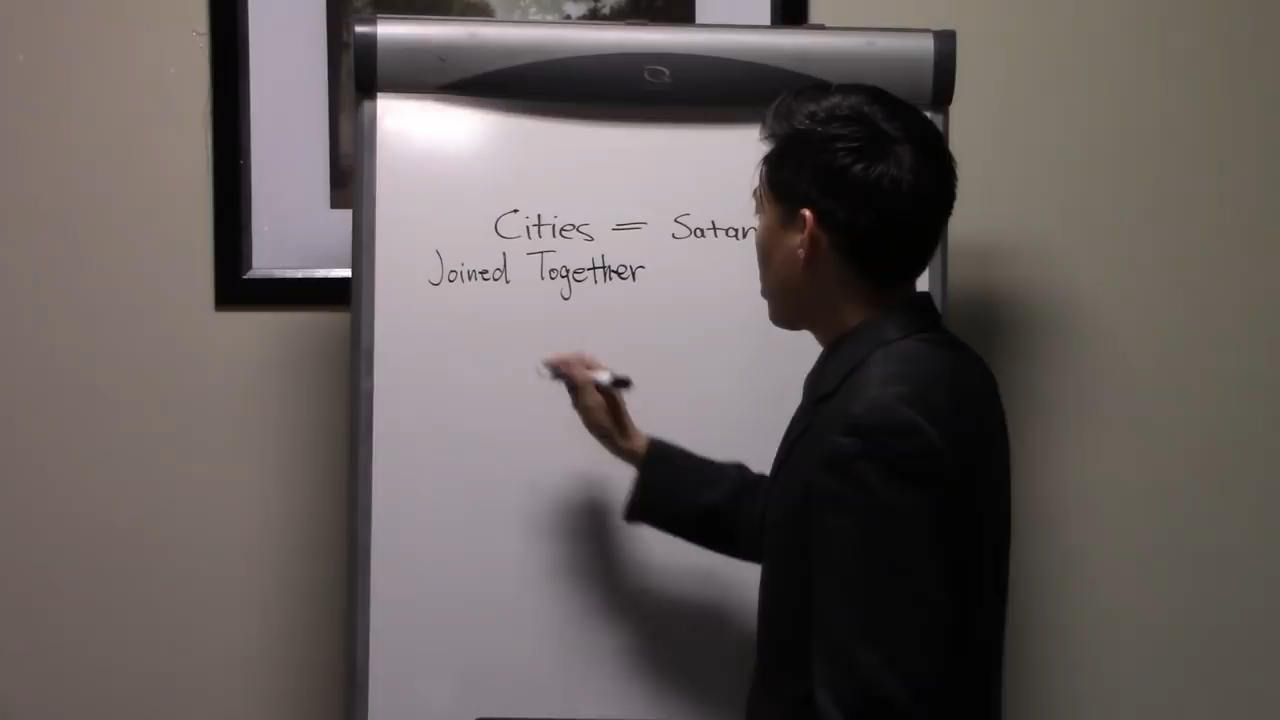 Cities = Satan
Joined Together